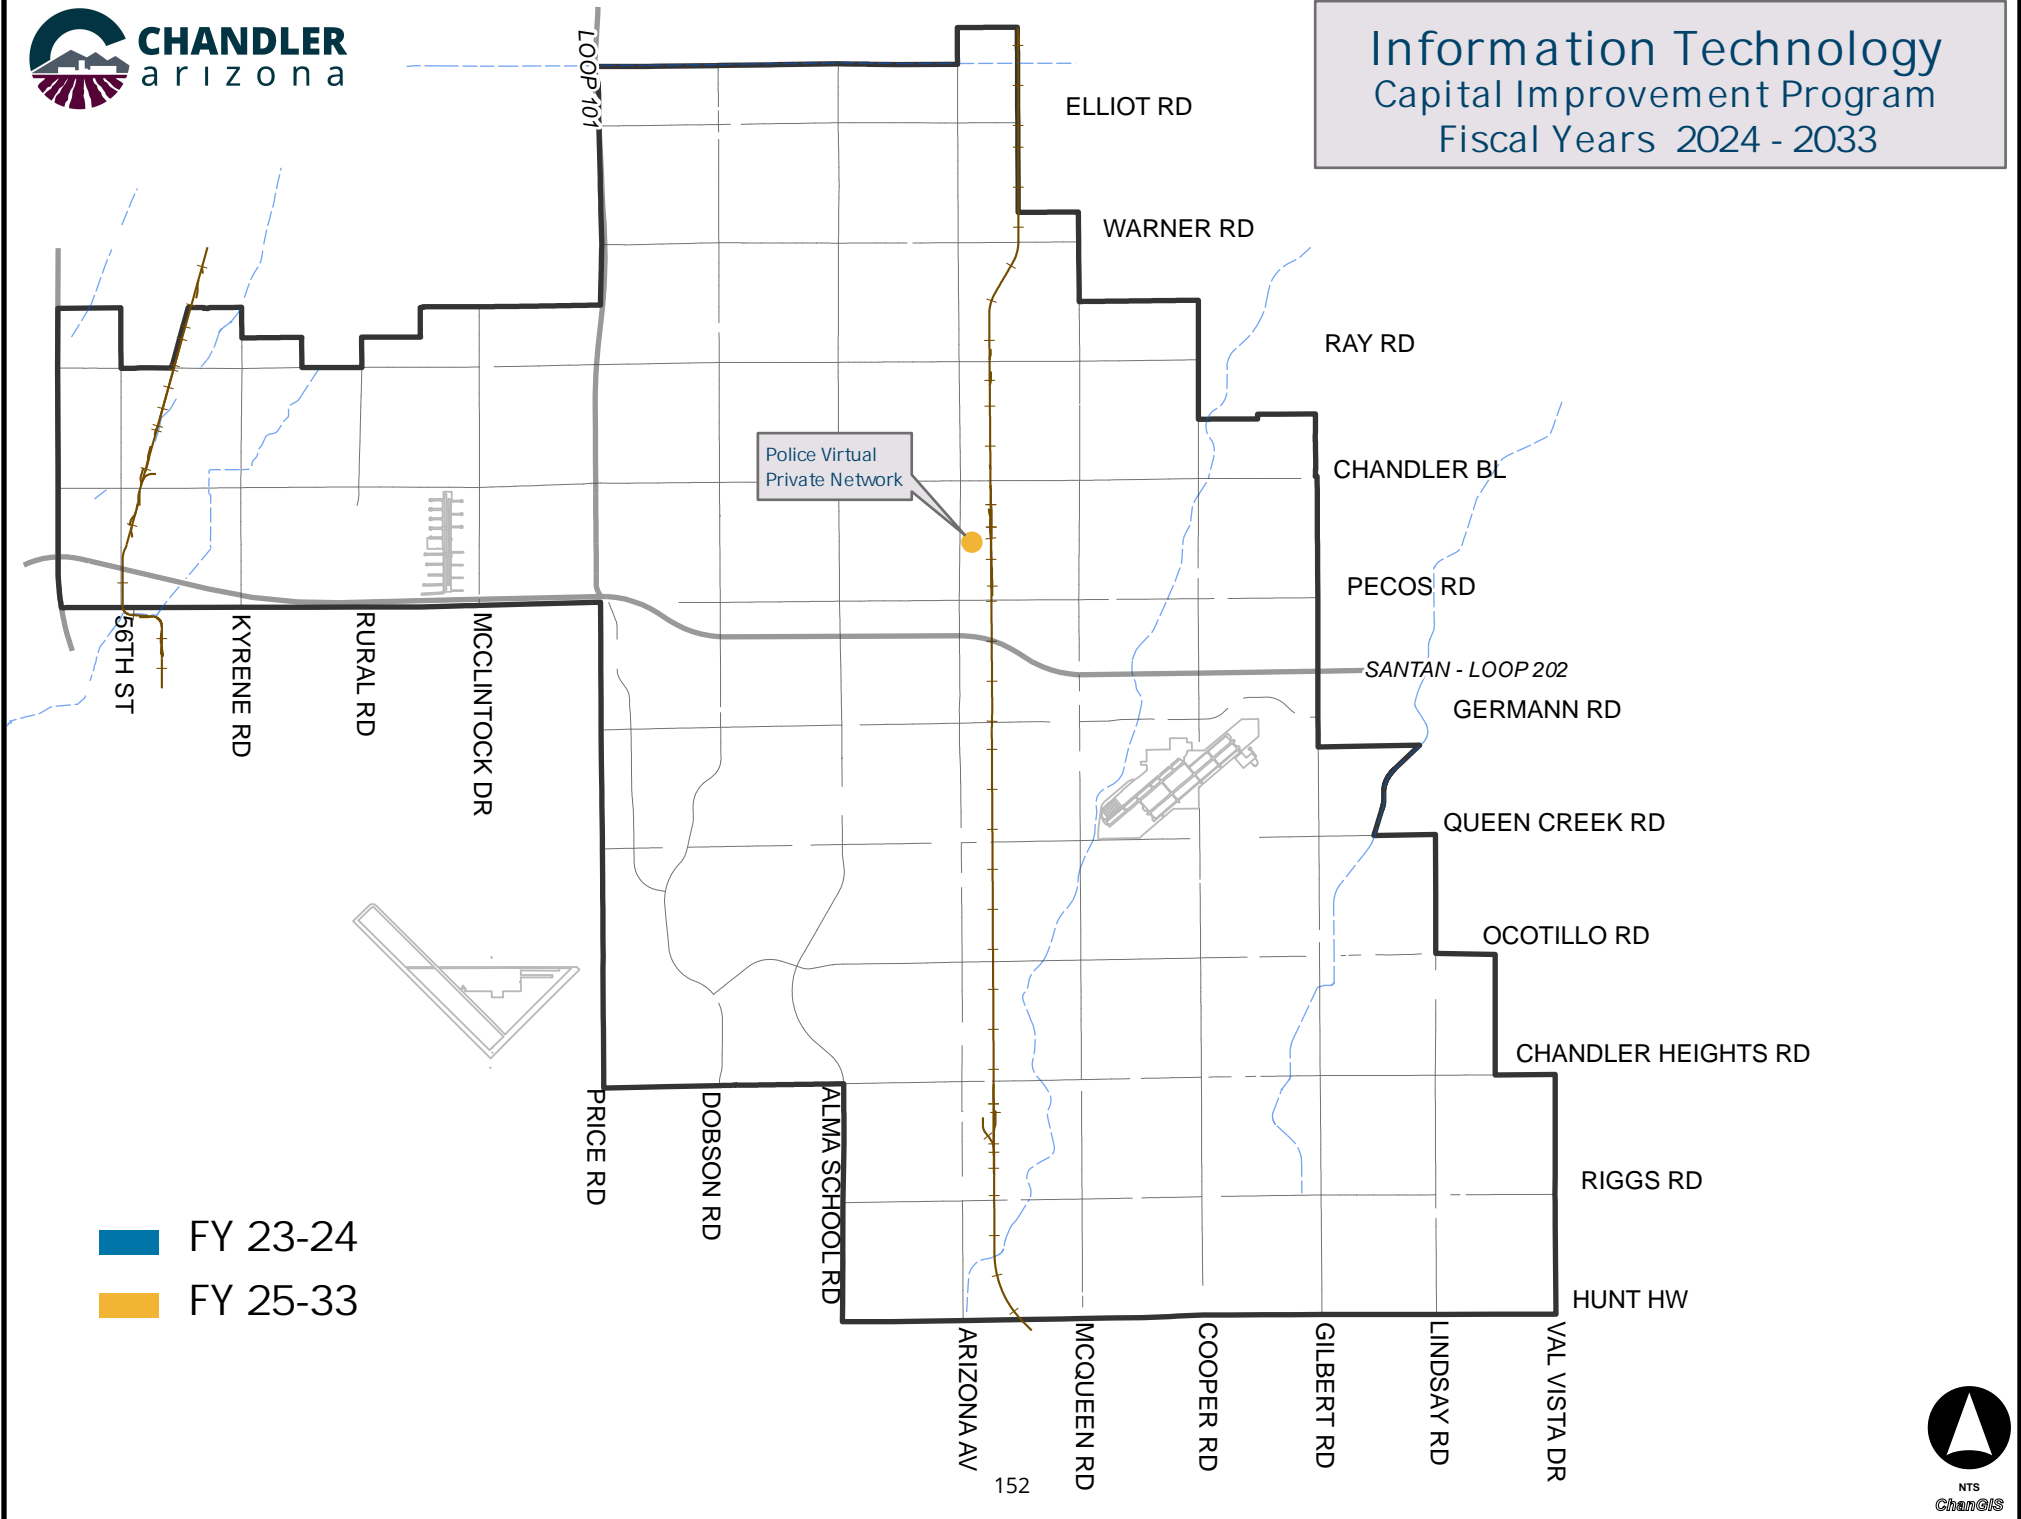 CHANDLER
arizona
Information Technology
Capital Improvement Program
Fiscal Years 2024 - 2033
LOOP 101
ELLIOT RD
WARNER RD
RAY RD
Police Virtual
Private Network
CHANDLER BL
PECOS RD
56TH ST
KYRENE RD
RURAL RD
MCCLINTOCK DR
SANTAN - LOOP 202
GERMANN RD
QUEEN CREEK RD
OCOTILLO RD
CHANDLER HEIGHTS RD
PRICE RD
DOBSON RD
ALMA SCHOOL RD
RIGGS RD
FY 23-24
FY 25-33
HUNT HW
ARIZONA AV
MCQUEEN RD
COOPER RD
GILBERT RD
LINDSAY RD
VAL VISTA DR
152
NTS
ChanGIS